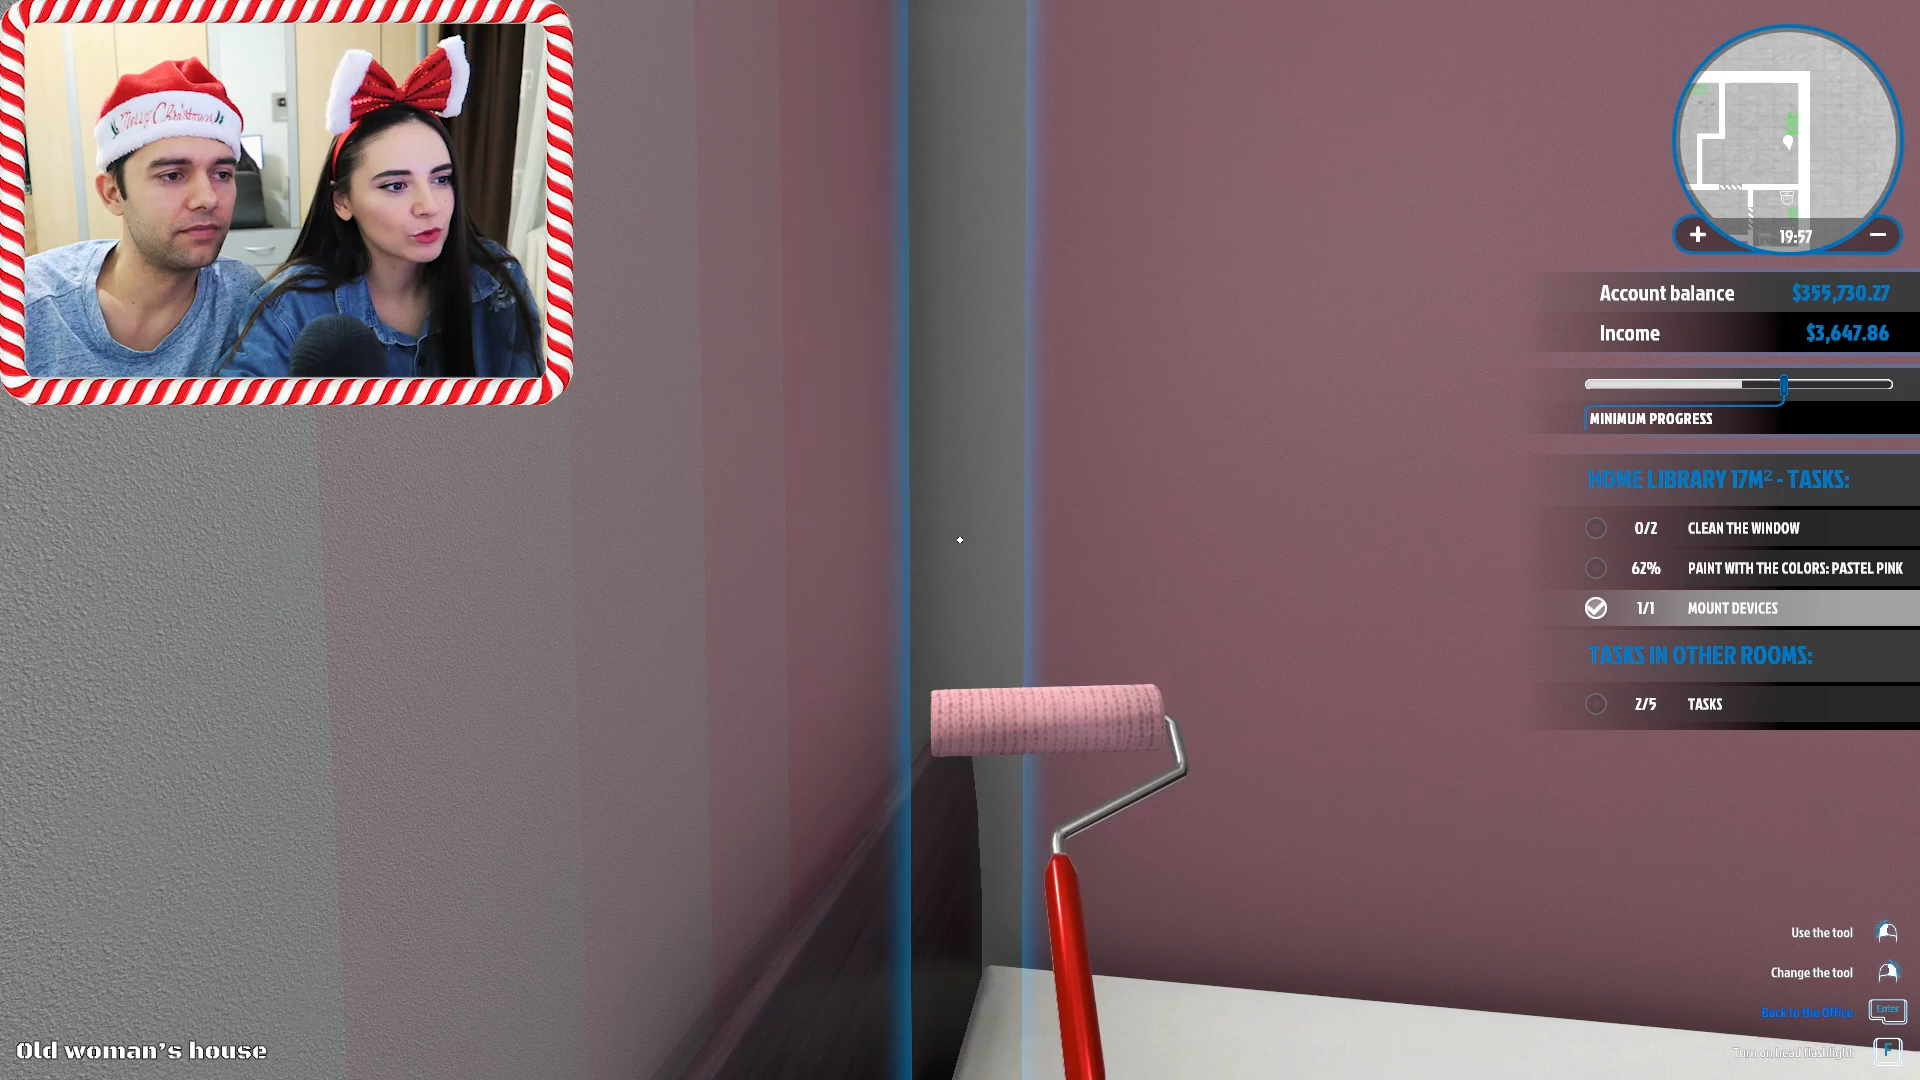 Merry Christmas
19:57
Account balance $355,730.27
Income $3,647.86
MINIMUM PROGRESS
HOME LIBRARY 17M² - TASKS:
0/2 CLEAN THE WINDOW
62% PAINT WITH THE COLORS: PASTEL PINK
1/1 MOUNT DEVICES
TASKS IN OTHER ROOMS:
2/5 TASKS
Use the tool
Change the tool
Back to the Office Enter
Turn on head flashlight F
Old woman's house